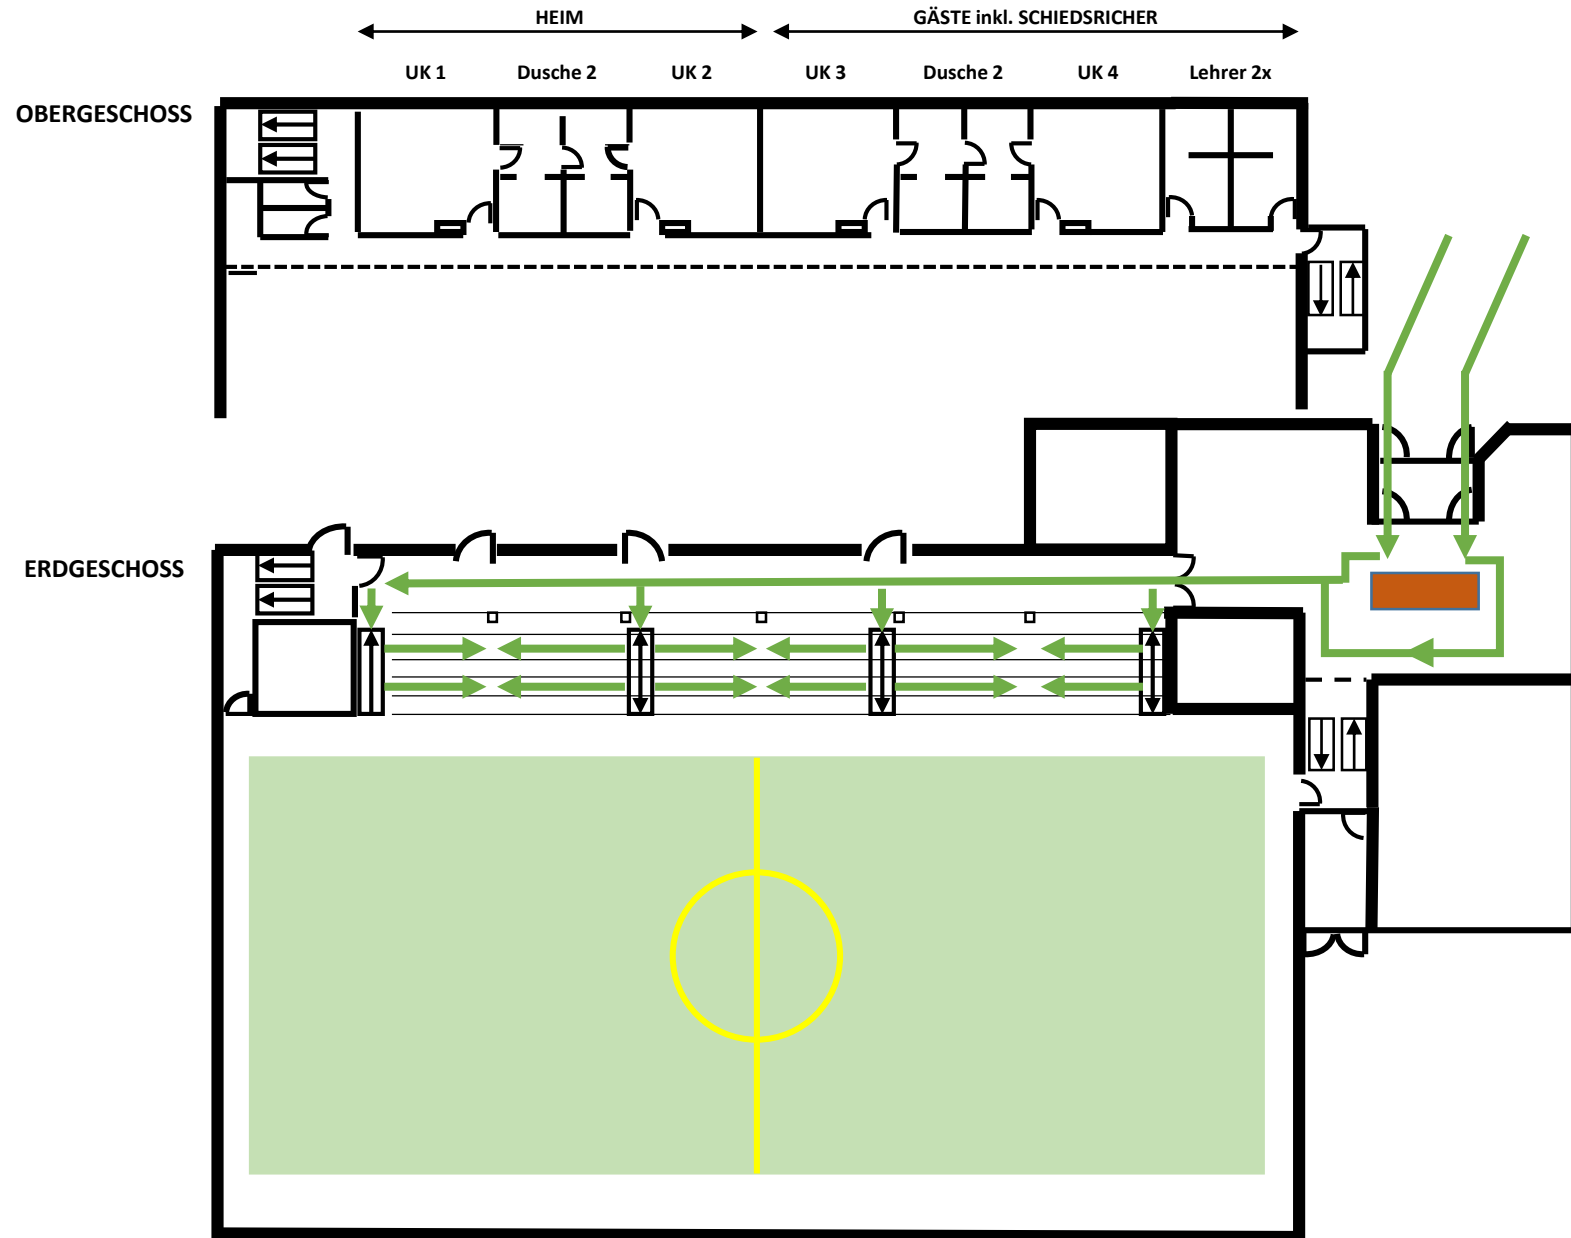 HEIM
GÄSTE inkl. SCHIEDSRICHER
UK 1
Dusche 2
UK 2
UK 3
Dusche 2
UK 4
Lehrer 2x
OBERGESCHOSS
ERDGESCHOSS